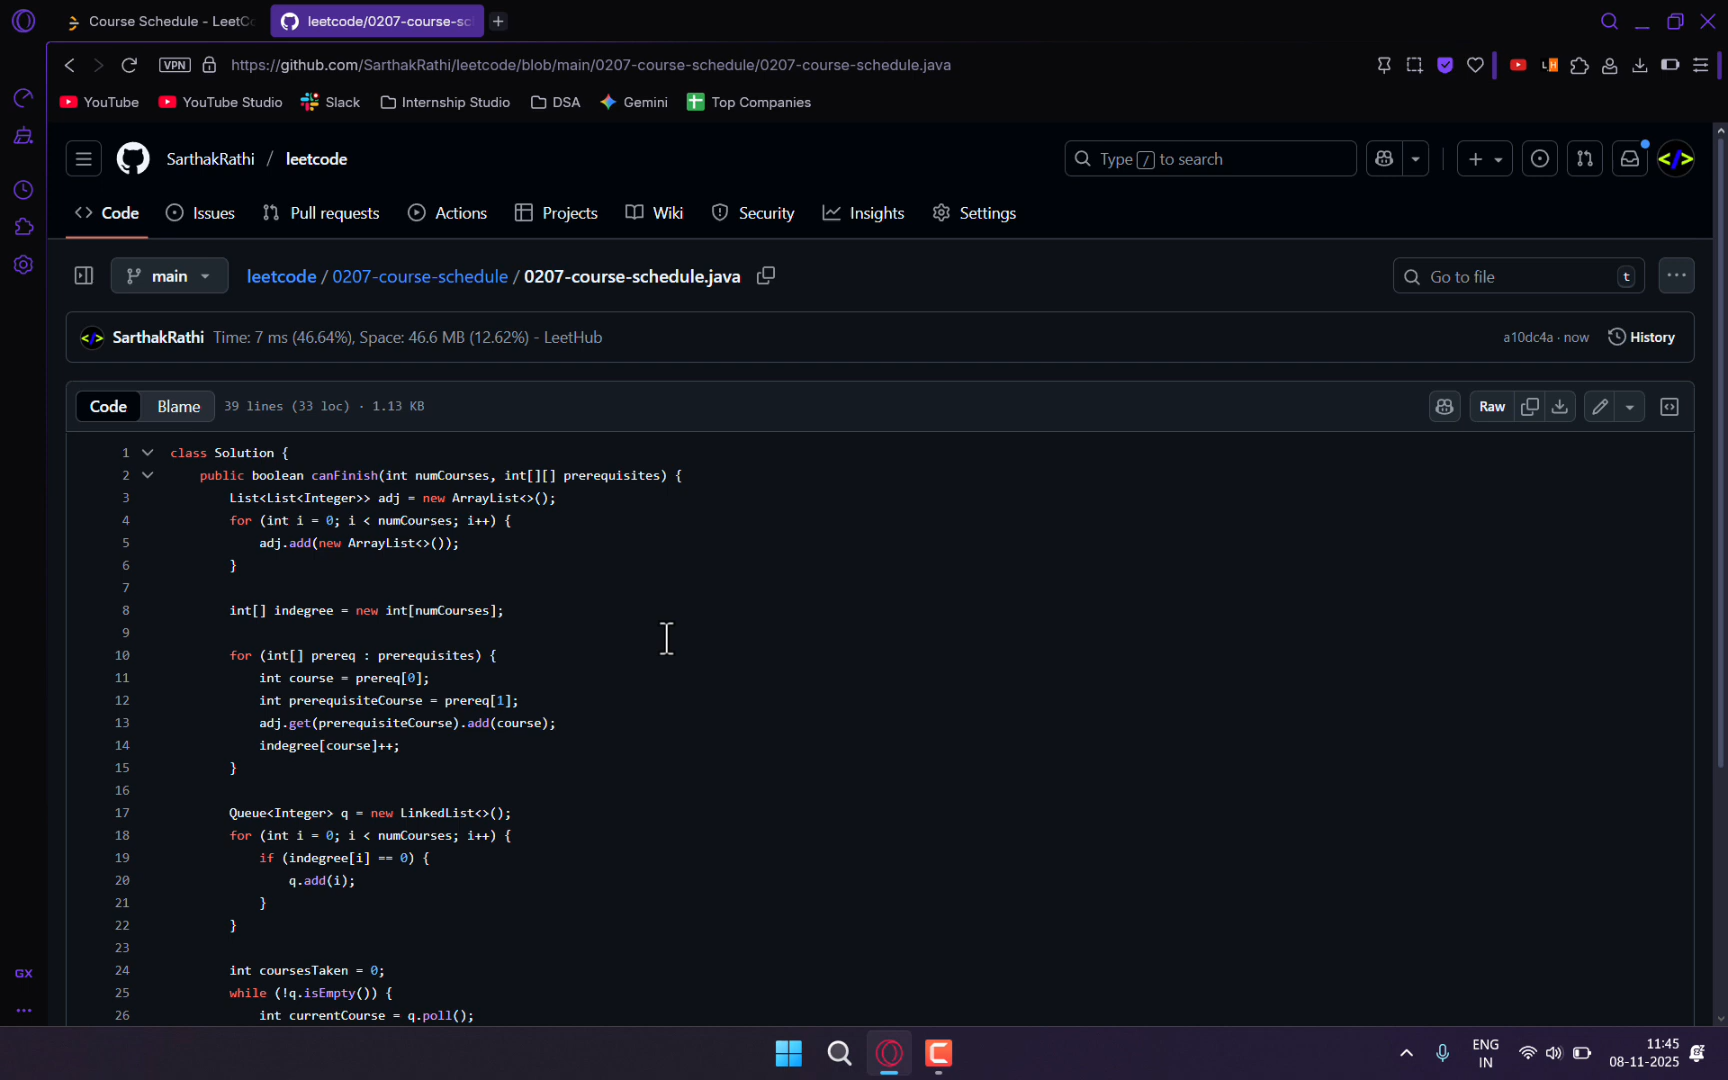 Course Schedule - LeetCo
leetcode/0207-course-sc
VPN
https://github.com/SarthakRathi/leetcode/blob/main/0207-course-schedule/0207-course-schedule.java
YouTube
YouTube Studio
Slack
Internship Studio
DSA
Gemini
Top Companies
SarthakRathi / leetcode
Type / to search
Code
Issues
Pull requests
Actions
Projects
Wiki
Security
Insights
Settings
main
leetcode / 0207-course-schedule / 0207-course-schedule.java
Go to file
t
SarthakRathi Time: 7 ms (46.64%), Space: 46.6 MB (12.62%) - LeetHub
a10dc4a · now
History
Code
Blame
39 lines (33 loc) · 1.13 KB
Raw
1 class Solution {
2 public boolean canFinish(int numCourses, int[][] prerequisites) {
3 List<List<Integer>> adj = new ArrayList<>();
4 for (int i = 0; i < numCourses; i++) {
5 adj.add(new ArrayList<>());
6 }
7
8 int[] indegree = new int[numCourses];
9
10 for (int[] prereq : prerequisites) {
11 int course = prereq[0];
12 int prerequisiteCourse = prereq[1];
13 adj.get(prerequisiteCourse).add(course);
14 indegree[course]++;
15 }
16
17 Queue<Integer> q = new LinkedList<>();
18 for (int i = 0; i < numCourses; i++) {
19 if (indegree[i] == 0) {
20 q.add(i);
21 }
22 }
23
24 int coursesTaken = 0;
25 while (!q.isEmpty()) {
26 int currentCourse = q.poll();
GX
ENG
IN
11:45
08-11-2025